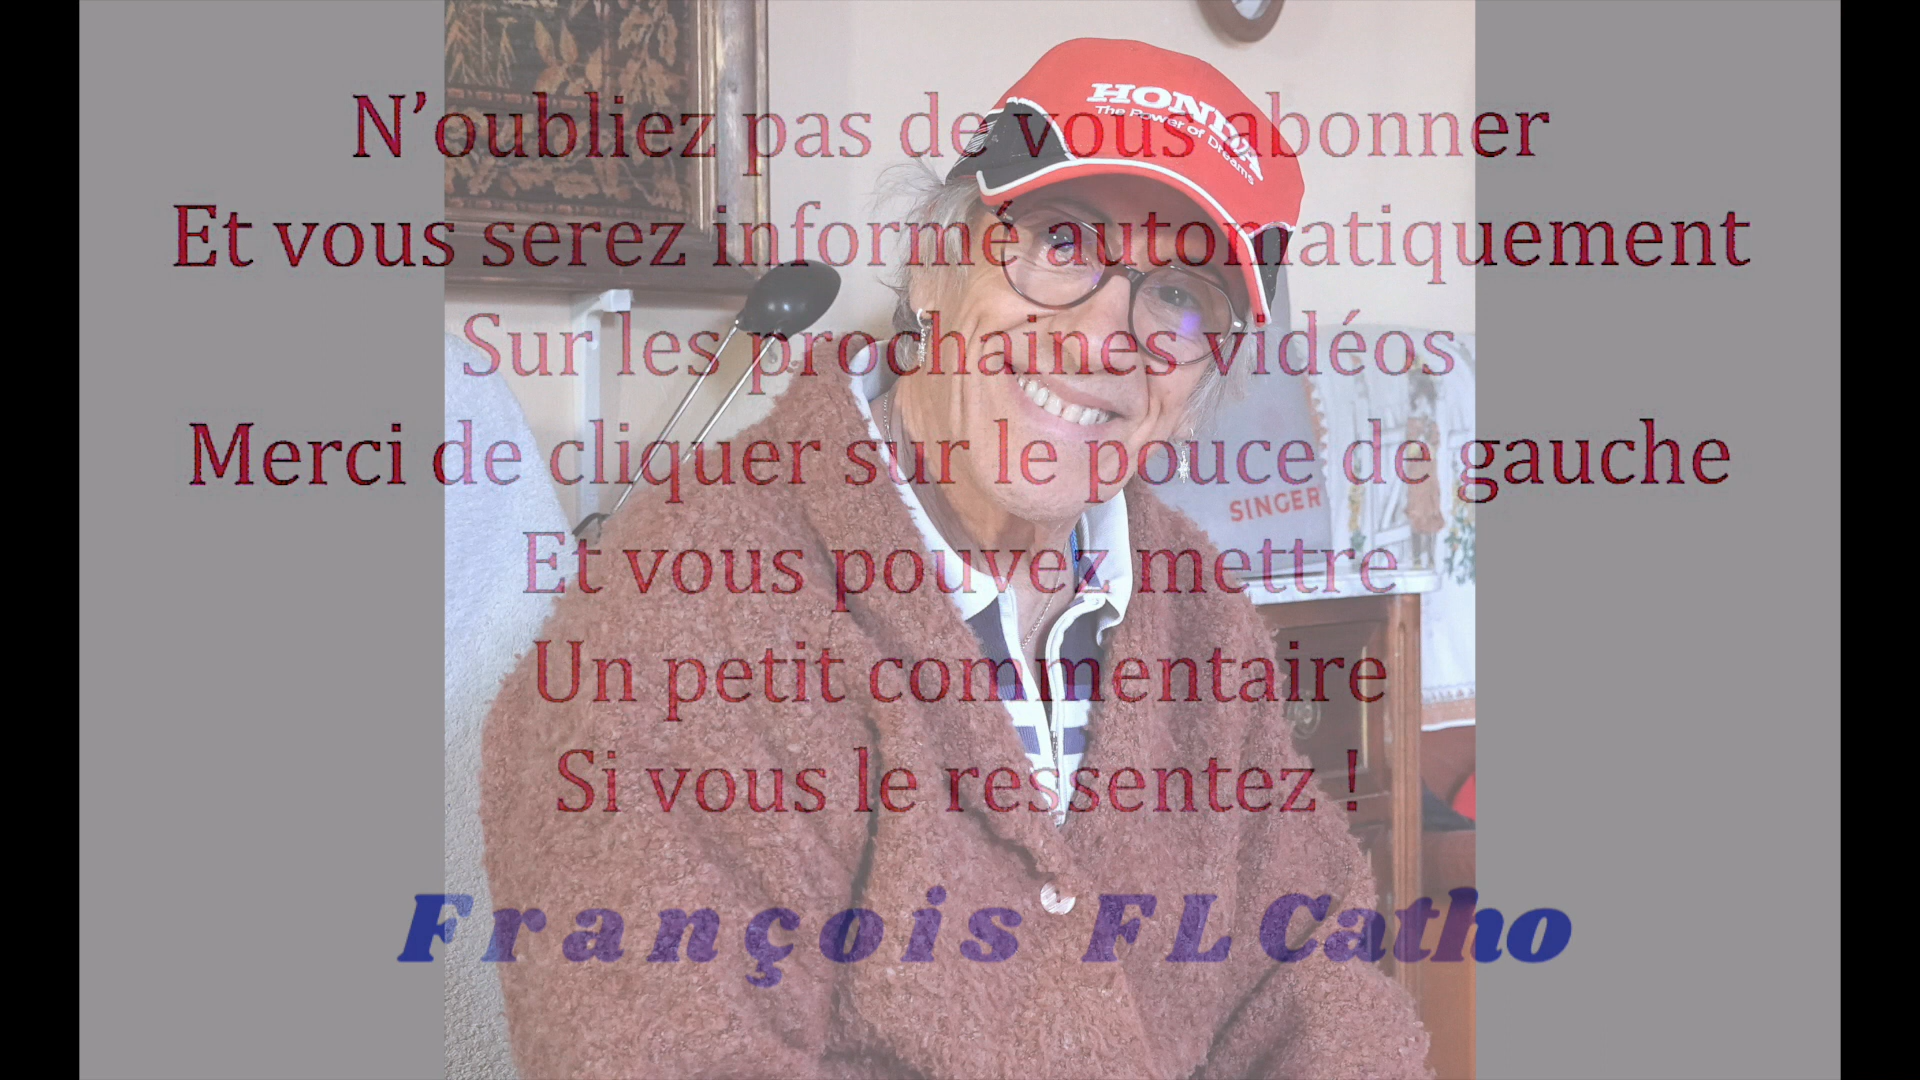 N’oubliez pas de vous abonner
Et vous serez informé automatiquement
Sur les prochaines vidéos
Merci de cliquer sur le pouce de gauche
Et vous pouvez mettre
Un petit commentaire
Si vous le ressentez !
François FLCatho
HONDA
The Power of Dreams
SINGER